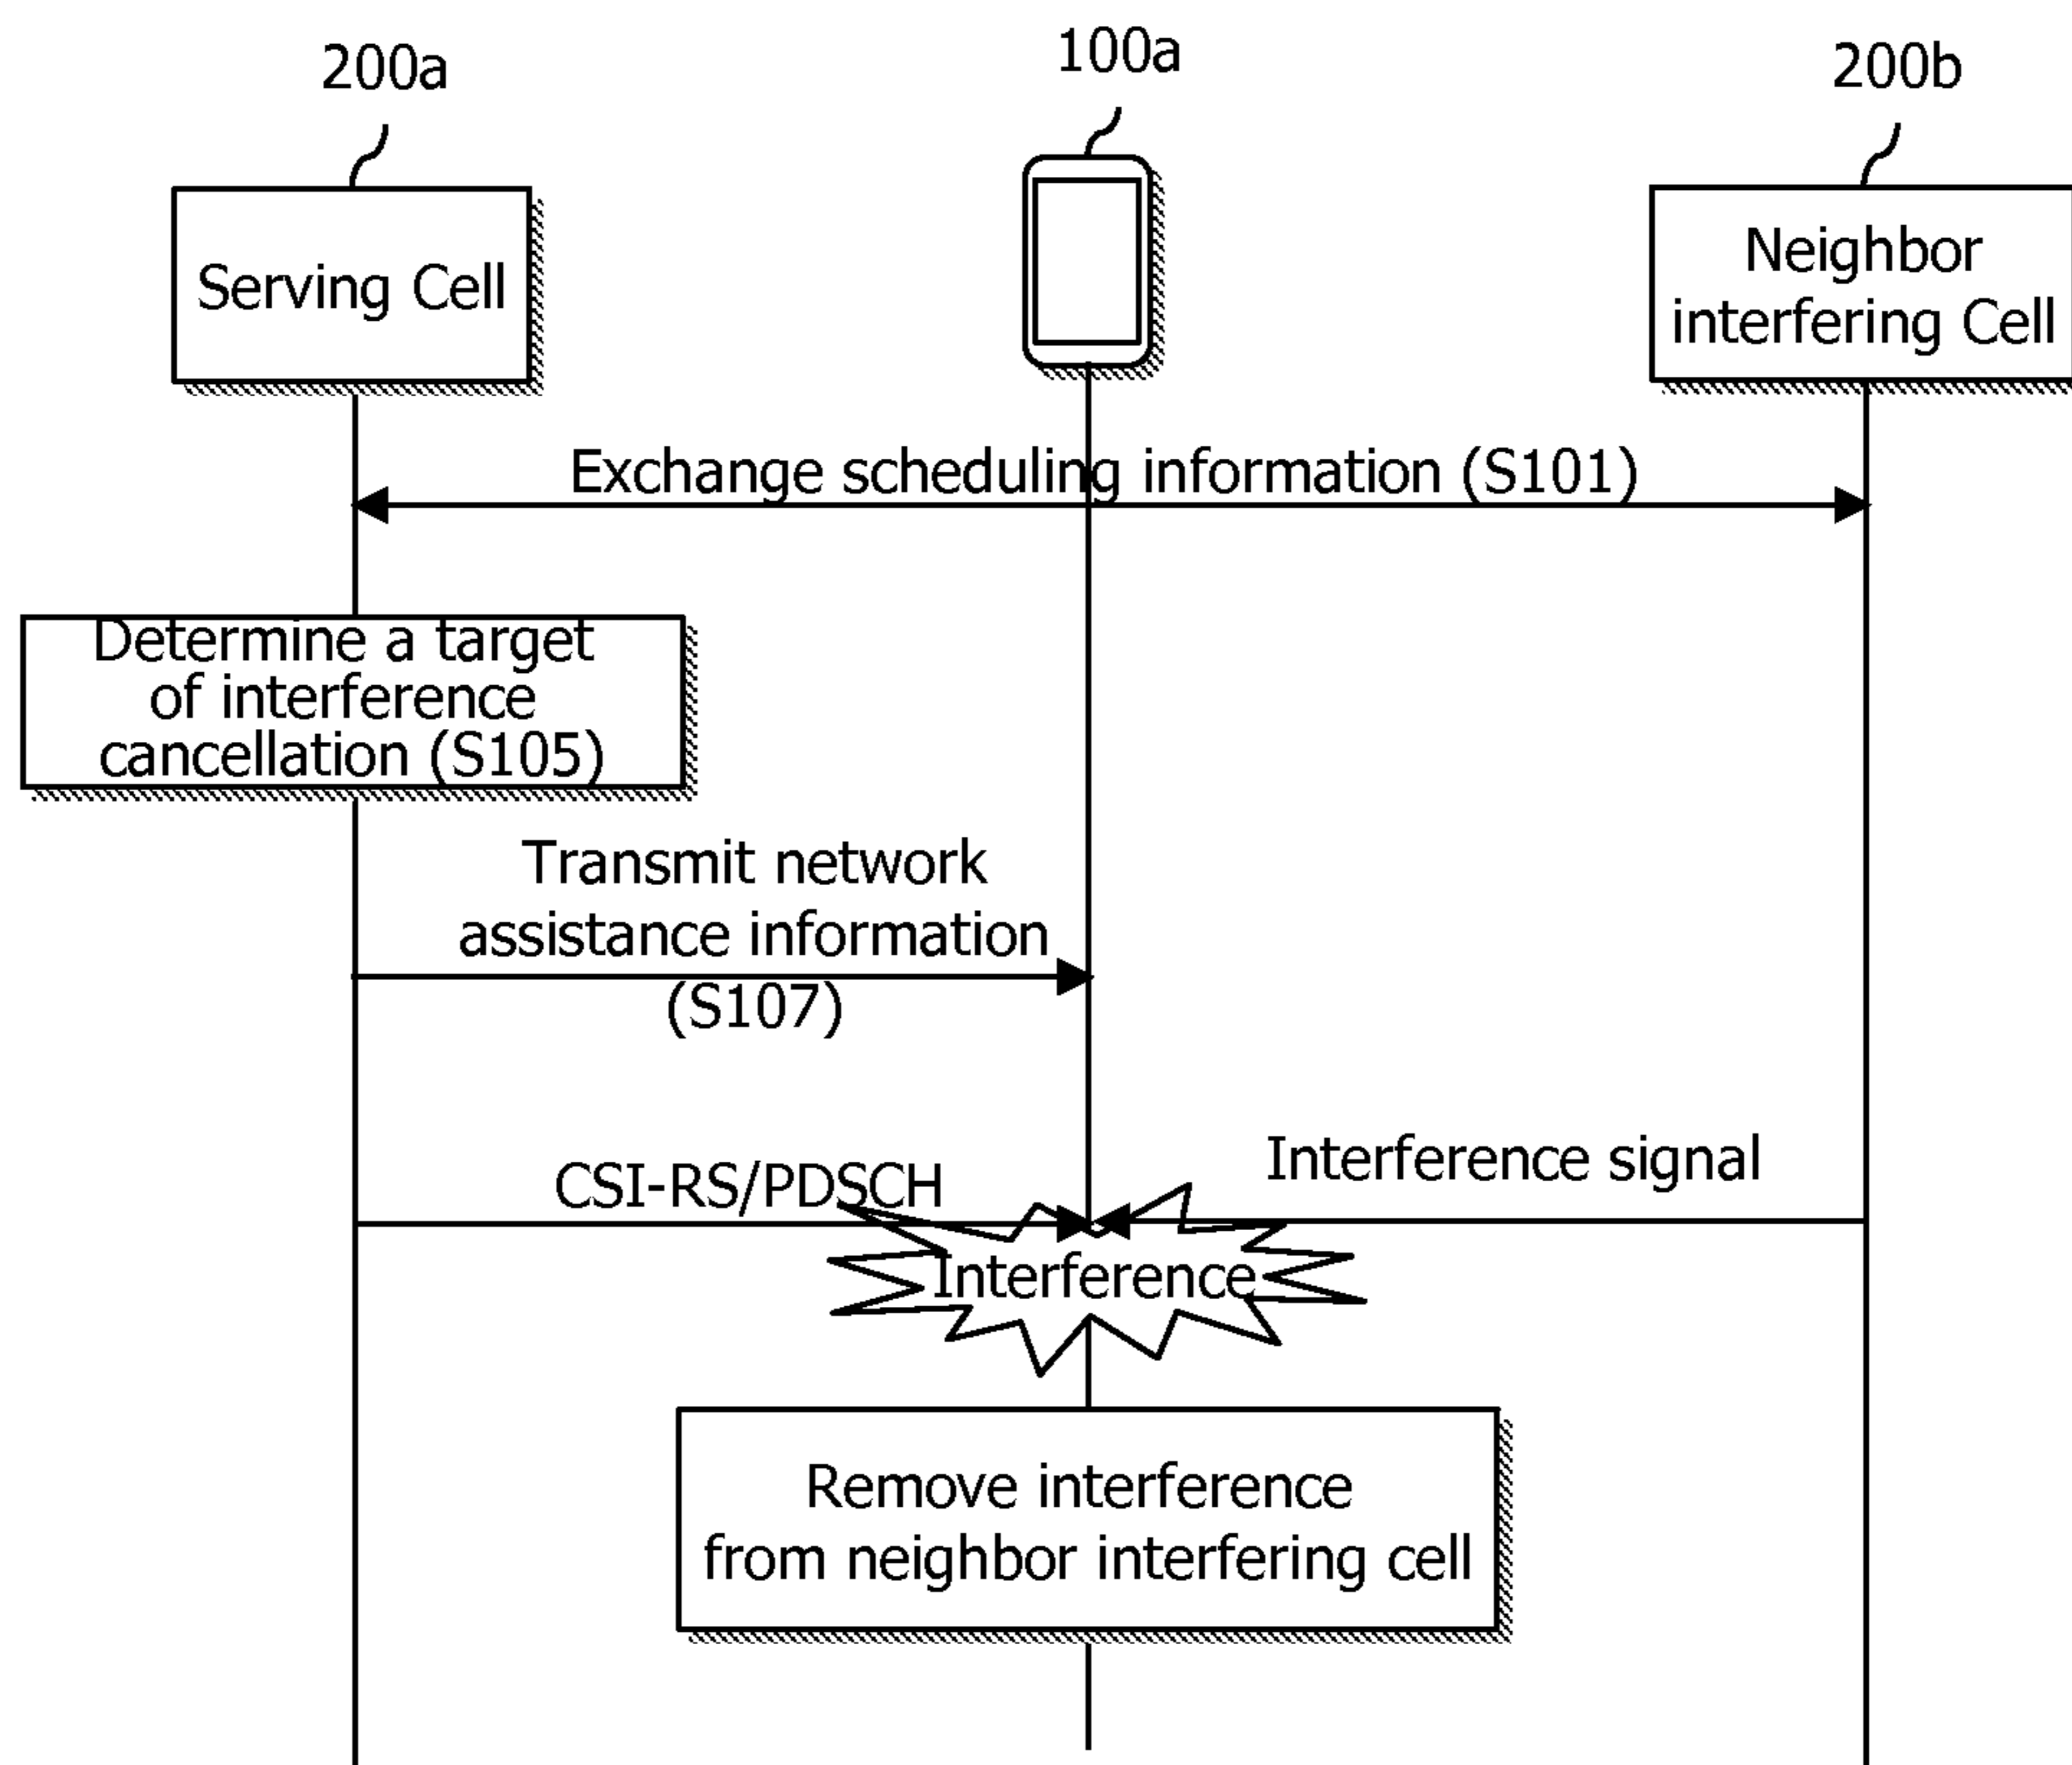 200a
100a
200b
Serving Cell
Neighbor
interfering Cell
Exchange scheduling information (S101)
Determine a target
of interference
cancellation (S105)
Transmit network
assistance information
(S107)
CSI-RS/PDSCH
Interference signal
Interference
Remove interference
from neighbor interfering cell